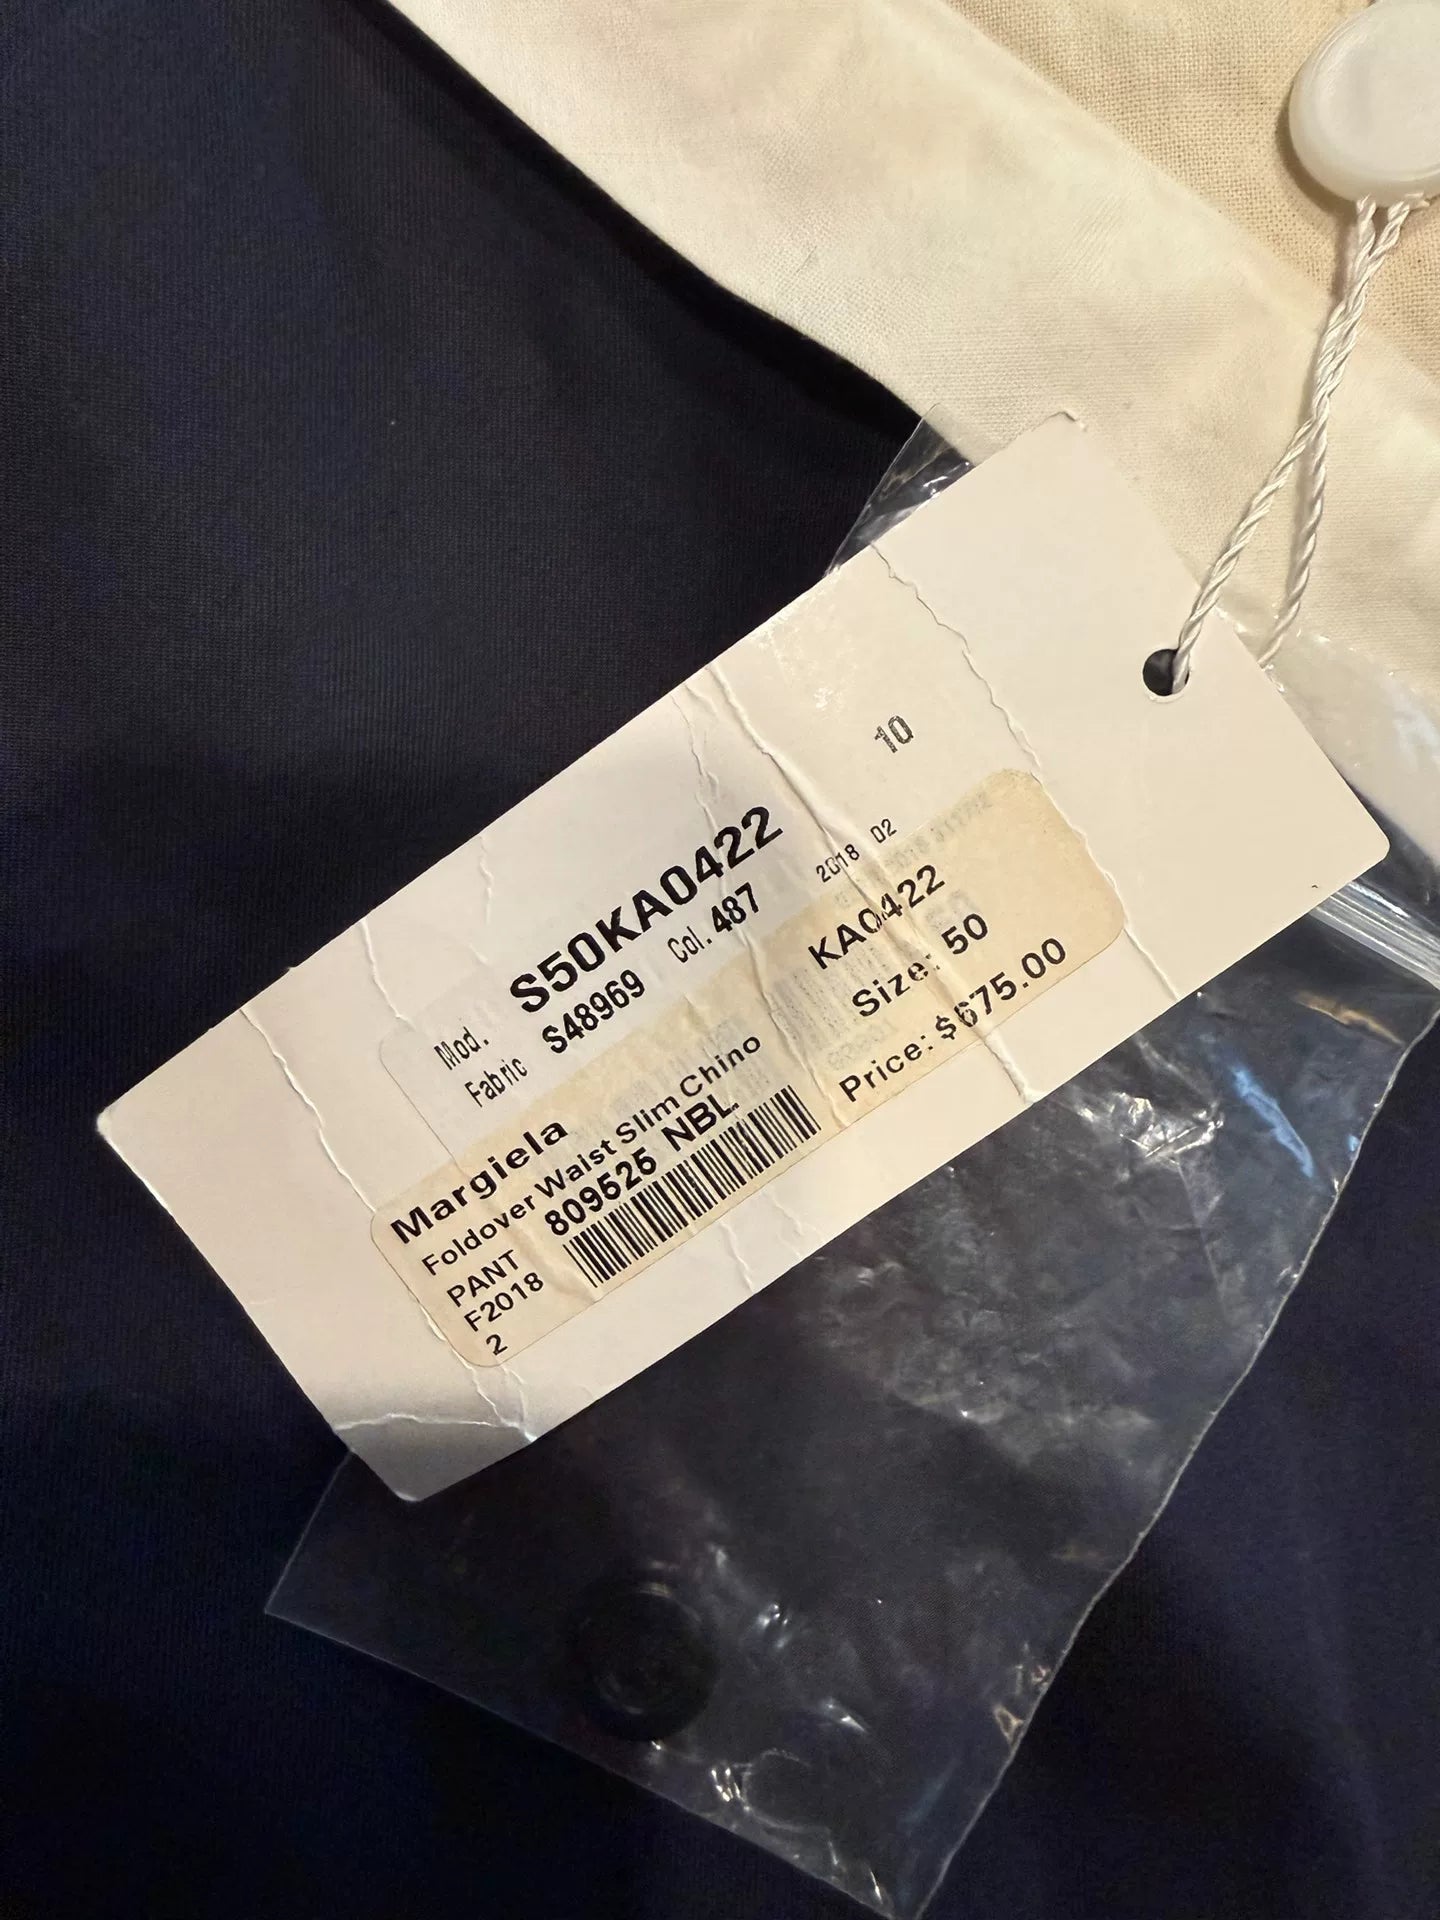 10
Mod. S50KA0422
Fabric S48969 Col. 487
2018 02
Margiela KA0422
Foldover Waist Slim Chino Size: 50
PANT 809525 NBL Price: $675.00
F2018
2